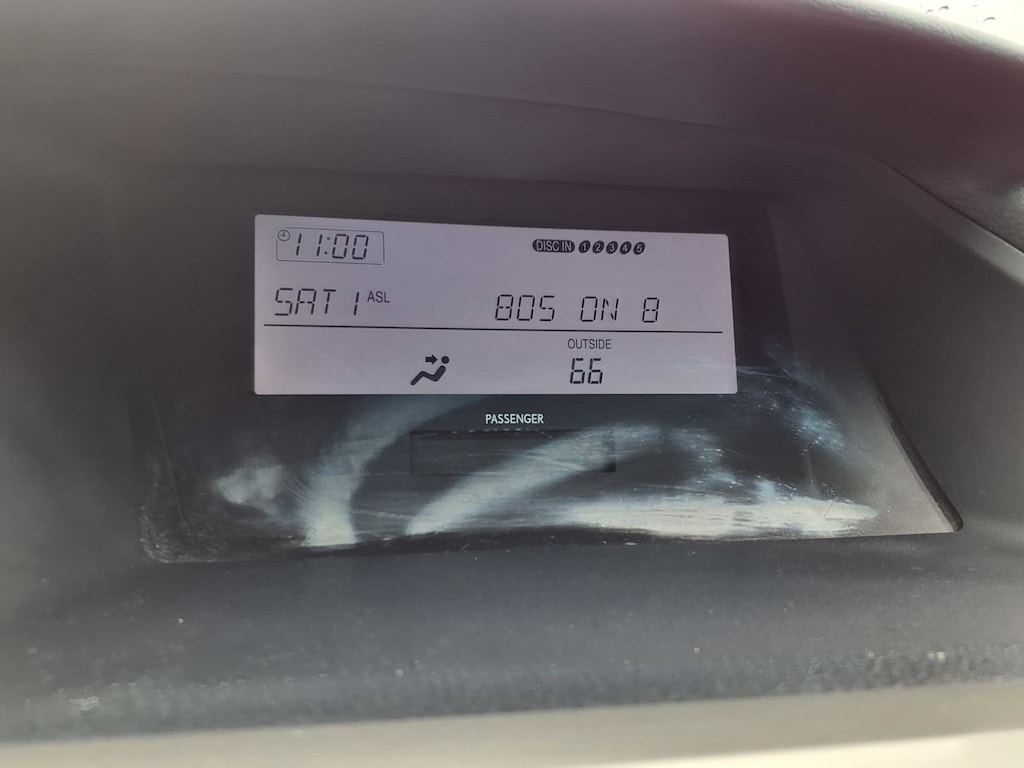 11:00 DISC IN 1 2 3 4 5
SAT 1 ASL 80S ON 8
OUTSIDE
66
PASSENGER